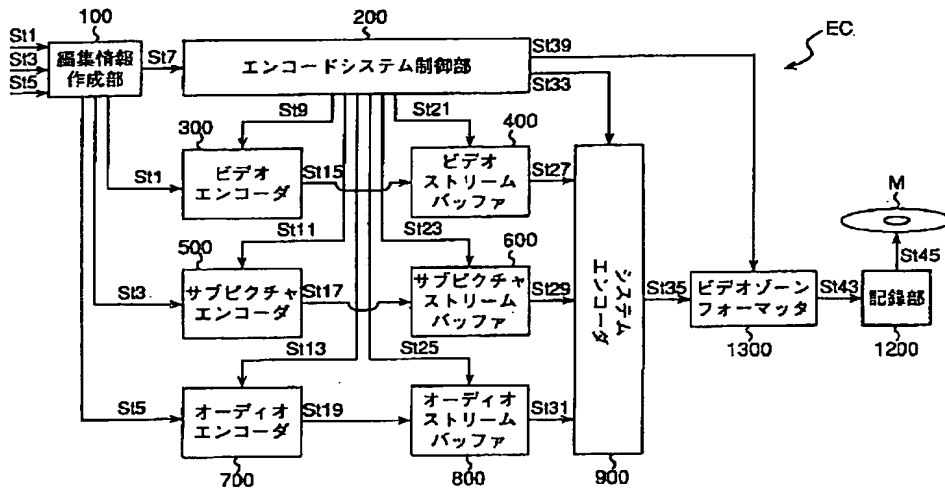 100
200
EC
St1
St3
St5
編集情報
作成部
St7
エンコードシステム制御部
St39
St33
St9
St21
300
400
ビデオ
エンコーダ
St1
St15
ビデオ
ストリーム
バッファ
St27
St11
St23
500
600
サブピクチャ
エンコーダ
St3
St17
サブピクチャ
ストリーム
バッファ
St29
システム
エンコーダ
St35
ビデオゾーン
フォーマッタ
St43
記録部
M
St45
1300
1200
St13
St25
St5
オーディオ
エンコーダ
St19
オーディオ
ストリーム
バッファ
St31
700
800
900